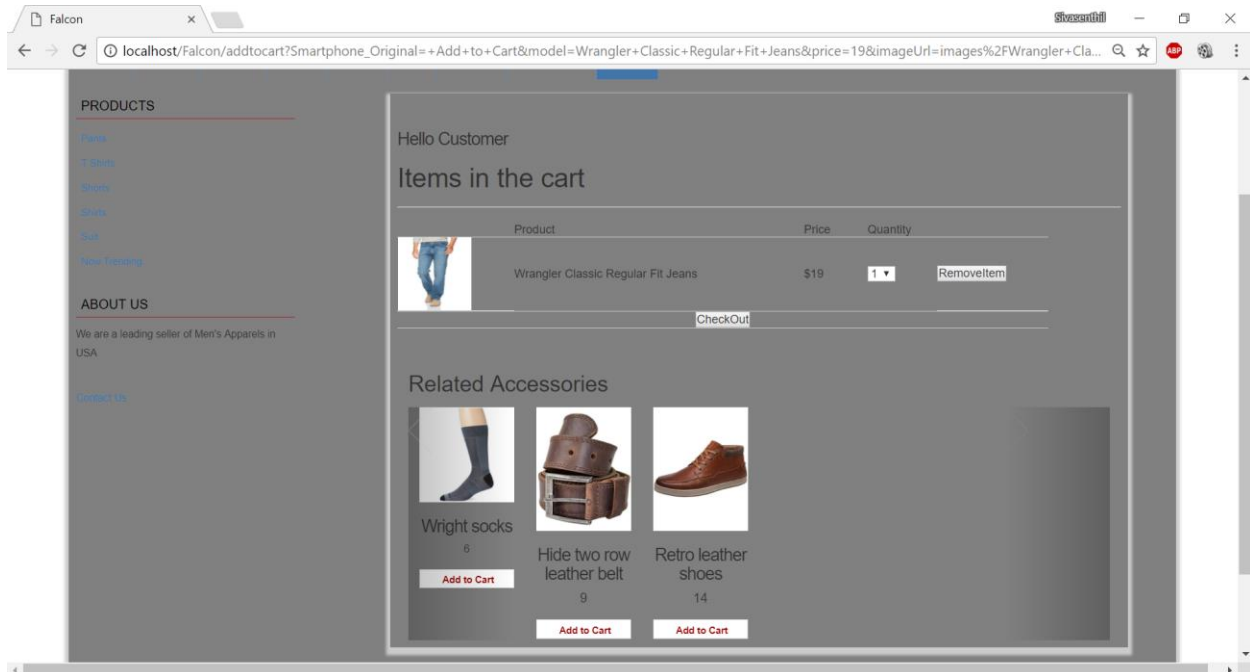 Falcon
Sivasenthil
localhost/Falcon/addtocart?Smartphone_Original=+Add+to+Cart&model=Wrangler+Classic+Regular+Fit+Jeans&price=19&imageUrl=images%2FWrangler+Cla...
ABP
PRODUCTS
Pants
T Shirts
Shorts
Shirts
Suit
Now Trending
ABOUT US
We are a leading seller of Men's Apparels in
USA
Contact Us
Hello Customer
Items in the cart
Product Price Quantity
Wrangler Classic Regular Fit Jeans $19 1 RemoveItem
CheckOut
Related Accessories
Wright socks
6
Add to Cart
Hide two row
leather belt
9
Add to Cart
Retro leather
shoes
14
Add to Cart